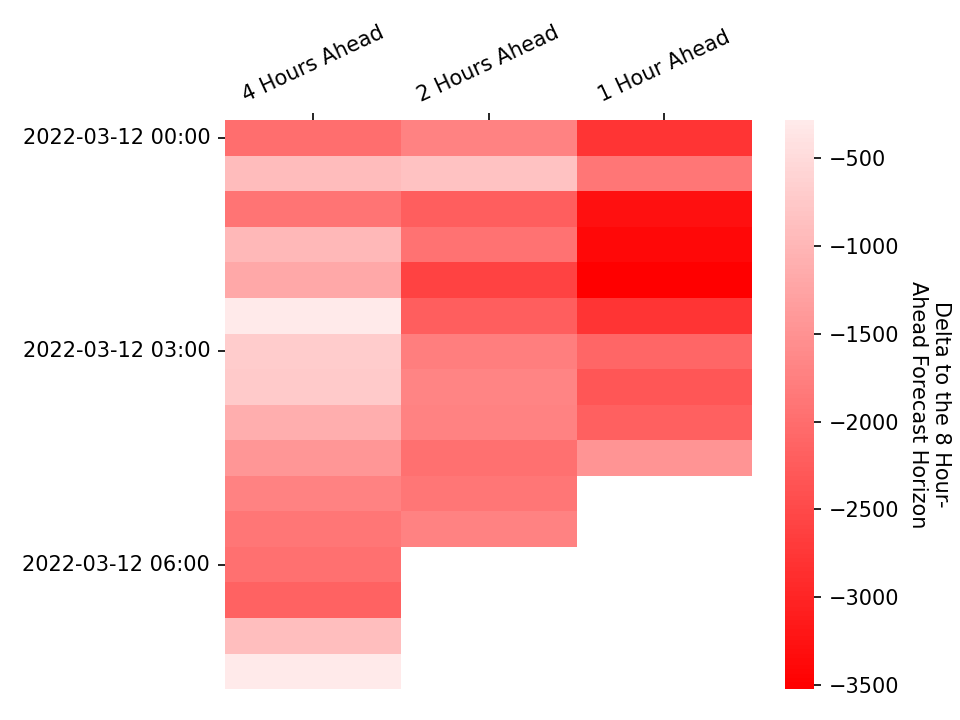 4 Hours Ahead
2 Hours Ahead
1 Hour Ahead
2022-03-12 00:00
2022-03-12 03:00
2022-03-12 06:00
−500
−1000
−1500
−2000
−2500
−3000
−3500
Delta to the 8 Hour-
Ahead Forecast Horizon